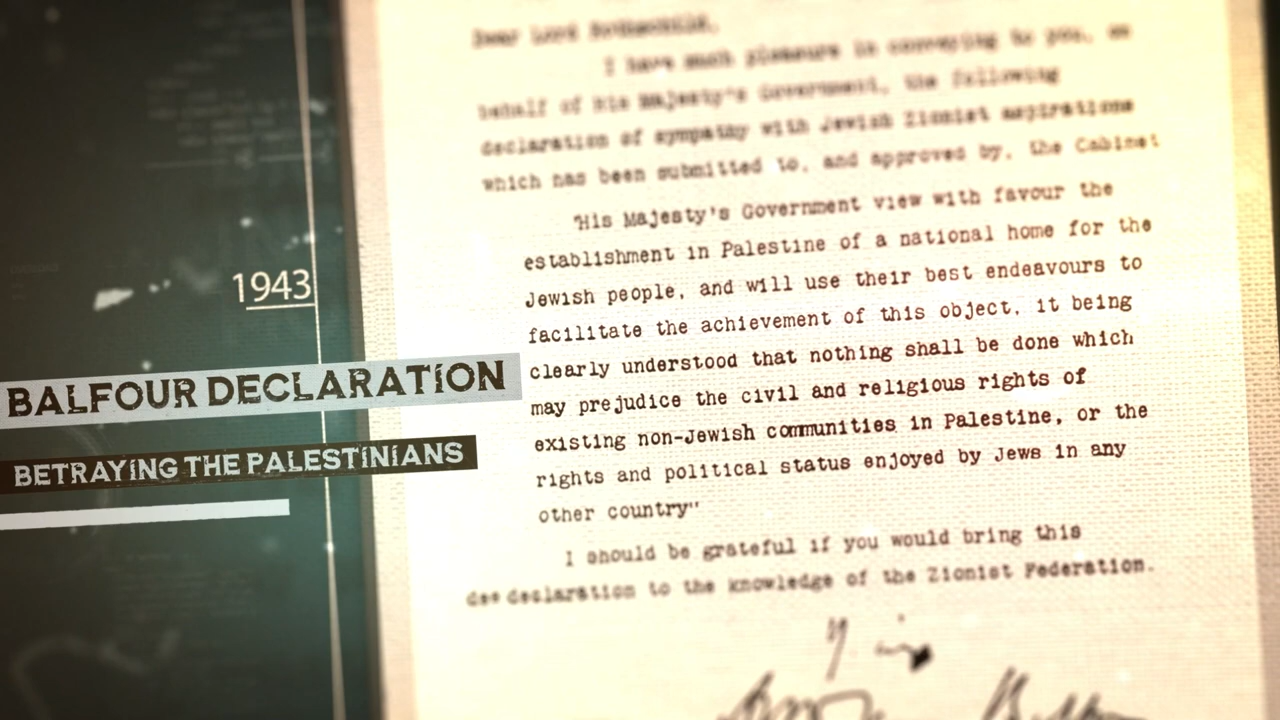 1943
BALFOUR DECLARATION
BETRAYING THE PALESTINIANS
Dear Lord Rothschild,
I have much pleasure in conveying to you, on
behalf of His Majesty's Government, the following
declaration of sympathy with Jewish Zionist aspirations
which has been submitted to, and approved by, the Cabinet
"His Majesty's Government view with favour the
establishment in Palestine of a national home for the
Jewish people, and will use their best endeavours to
facilitate the achievement of this object, it being
clearly understood that nothing shall be done which
may prejudice the civil and religious rights of
existing non-Jewish communities in Palestine, or the
rights and political status enjoyed by Jews in any
other country"
I should be grateful if you would bring this
declaration to the knowledge of the Zionist Federation.